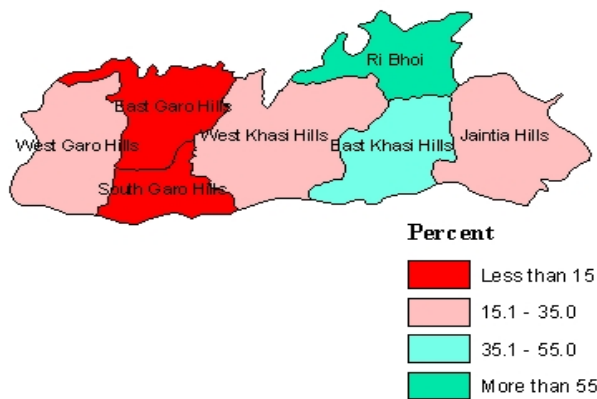 Ri Bhoi
East Garo Hills
West Khasi Hills
Jaintia Hills
West Garo Hills
East Khasi Hills
South Garo Hills
Percent
Less than 15
15.1 - 35.0
35.1 - 55.0
More than 55